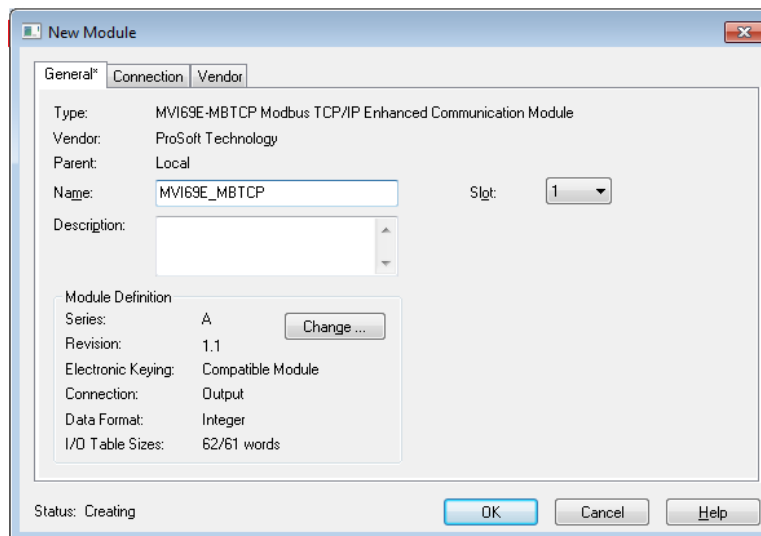 New Module
General* Connection Vendor
Type: MVI69E-MBTCP Modbus TCP/IP Enhanced Communication Module
Vendor: ProSoft Technology
Parent: Local
Name: MVI69E_MBTCP Slot: 1
Description:
Module Definition
Series: A Change ...
Revision: 1.1
Electronic Keying: Compatible Module
Connection: Output
Data Format: Integer
I/O Table Sizes: 62/61 words
Status: Creating OK Cancel Help